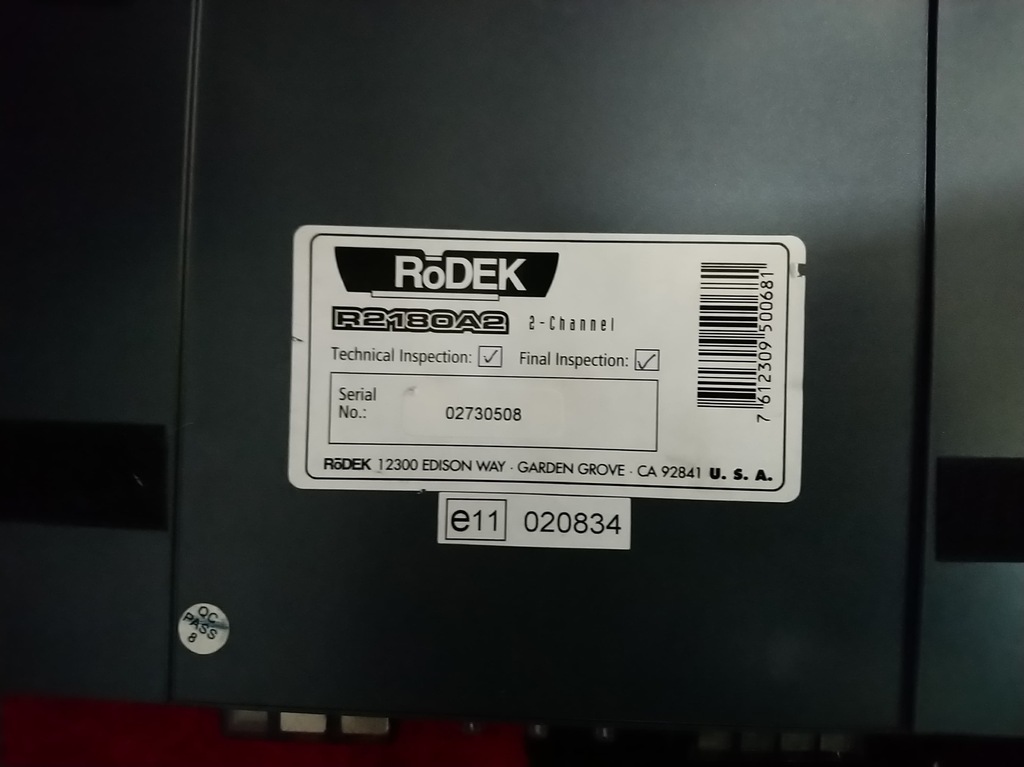 RōDEK
R2180A2 2-Channel
Technical Inspection: ✓ Final Inspection: ✓
Serial
No.: 02730508
RōDEK 12300 EDISON WAY · GARDEN GROVE · CA 92841 U. S. A.
7 612309 500681
e11 020834
QC
PASS
8